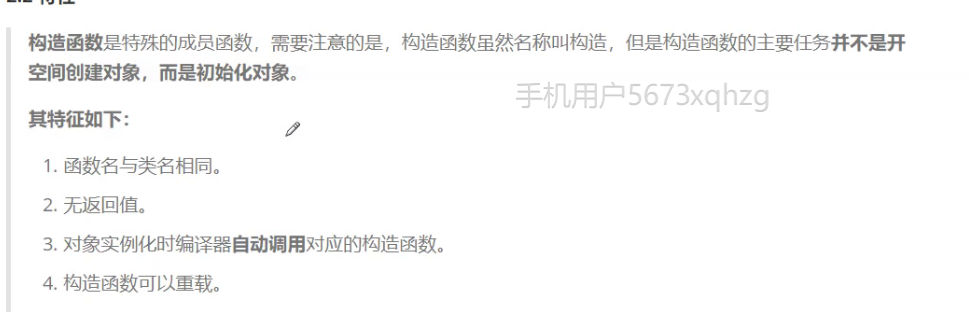 2.2 特性
构造函数是特殊的成员函数，需要注意的是，构造函数虽然名称叫构造，但是构造函数的主要任务并不是开
空间创建对象，而是初始化对象。
手机用户5673xqhzg
其特征如下：
1. 函数名与类名相同。
2. 无返回值。
3. 对象实例化时编译器自动调用对应的构造函数。
4. 构造函数可以重载。